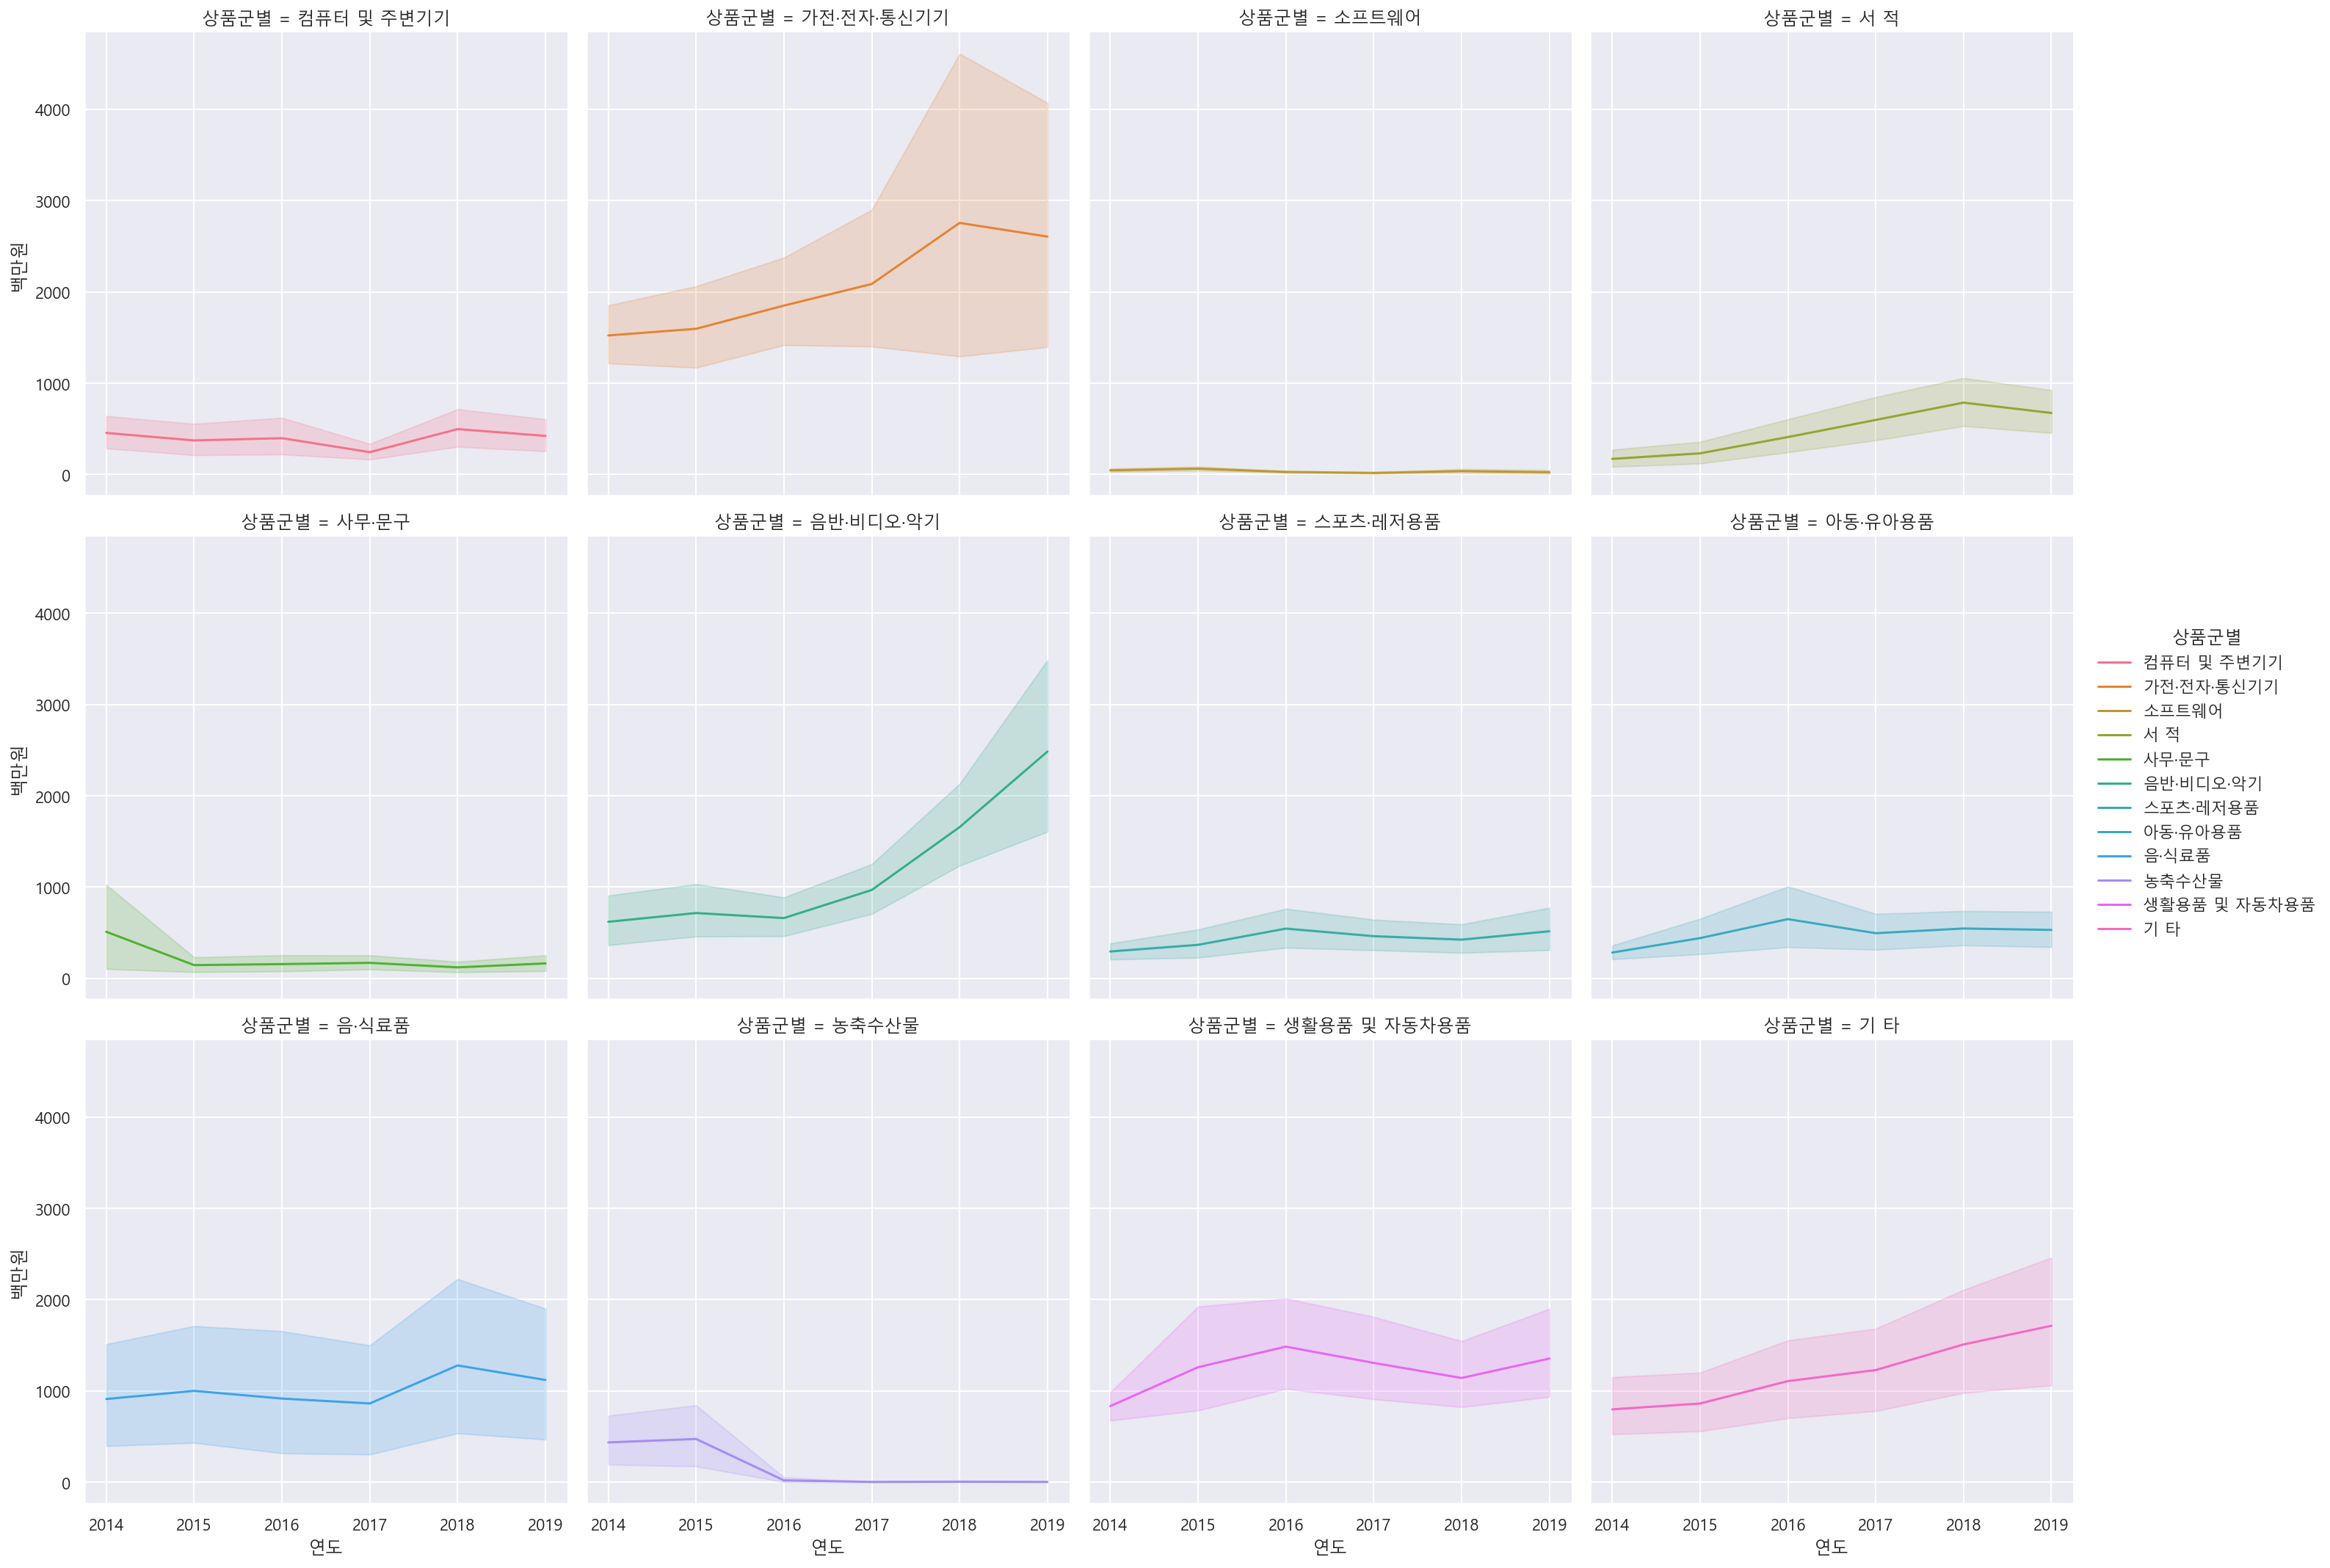 상품군별 = 컴퓨터 및 주변기기
상품군별 = 가전·전자·통신기기
상품군별 = 소프트웨어
상품군별 = 서 적
4000
3000
2000
1000
0
백만원
상품군별 = 사무·문구
상품군별 = 음반·비디오·악기
상품군별 = 스포츠·레저용품
상품군별 = 아동·유아용품
4000
3000
2000
1000
0
백만원
상품군별 = 음·식료품
상품군별 = 농축수산물
상품군별 = 생활용품 및 자동차용품
상품군별 = 기 타
4000
3000
2000
1000
0
백만원
2014 2015 2016 2017 2018 2019
연도
2014 2015 2016 2017 2018 2019
연도
2014 2015 2016 2017 2018 2019
연도
2014 2015 2016 2017 2018 2019
연도
상품군별
컴퓨터 및 주변기기
가전·전자·통신기기
소프트웨어
서 적
사무·문구
음반·비디오·악기
스포츠·레저용품
아동·유아용품
음·식료품
농축수산물
생활용품 및 자동차용품
기 타